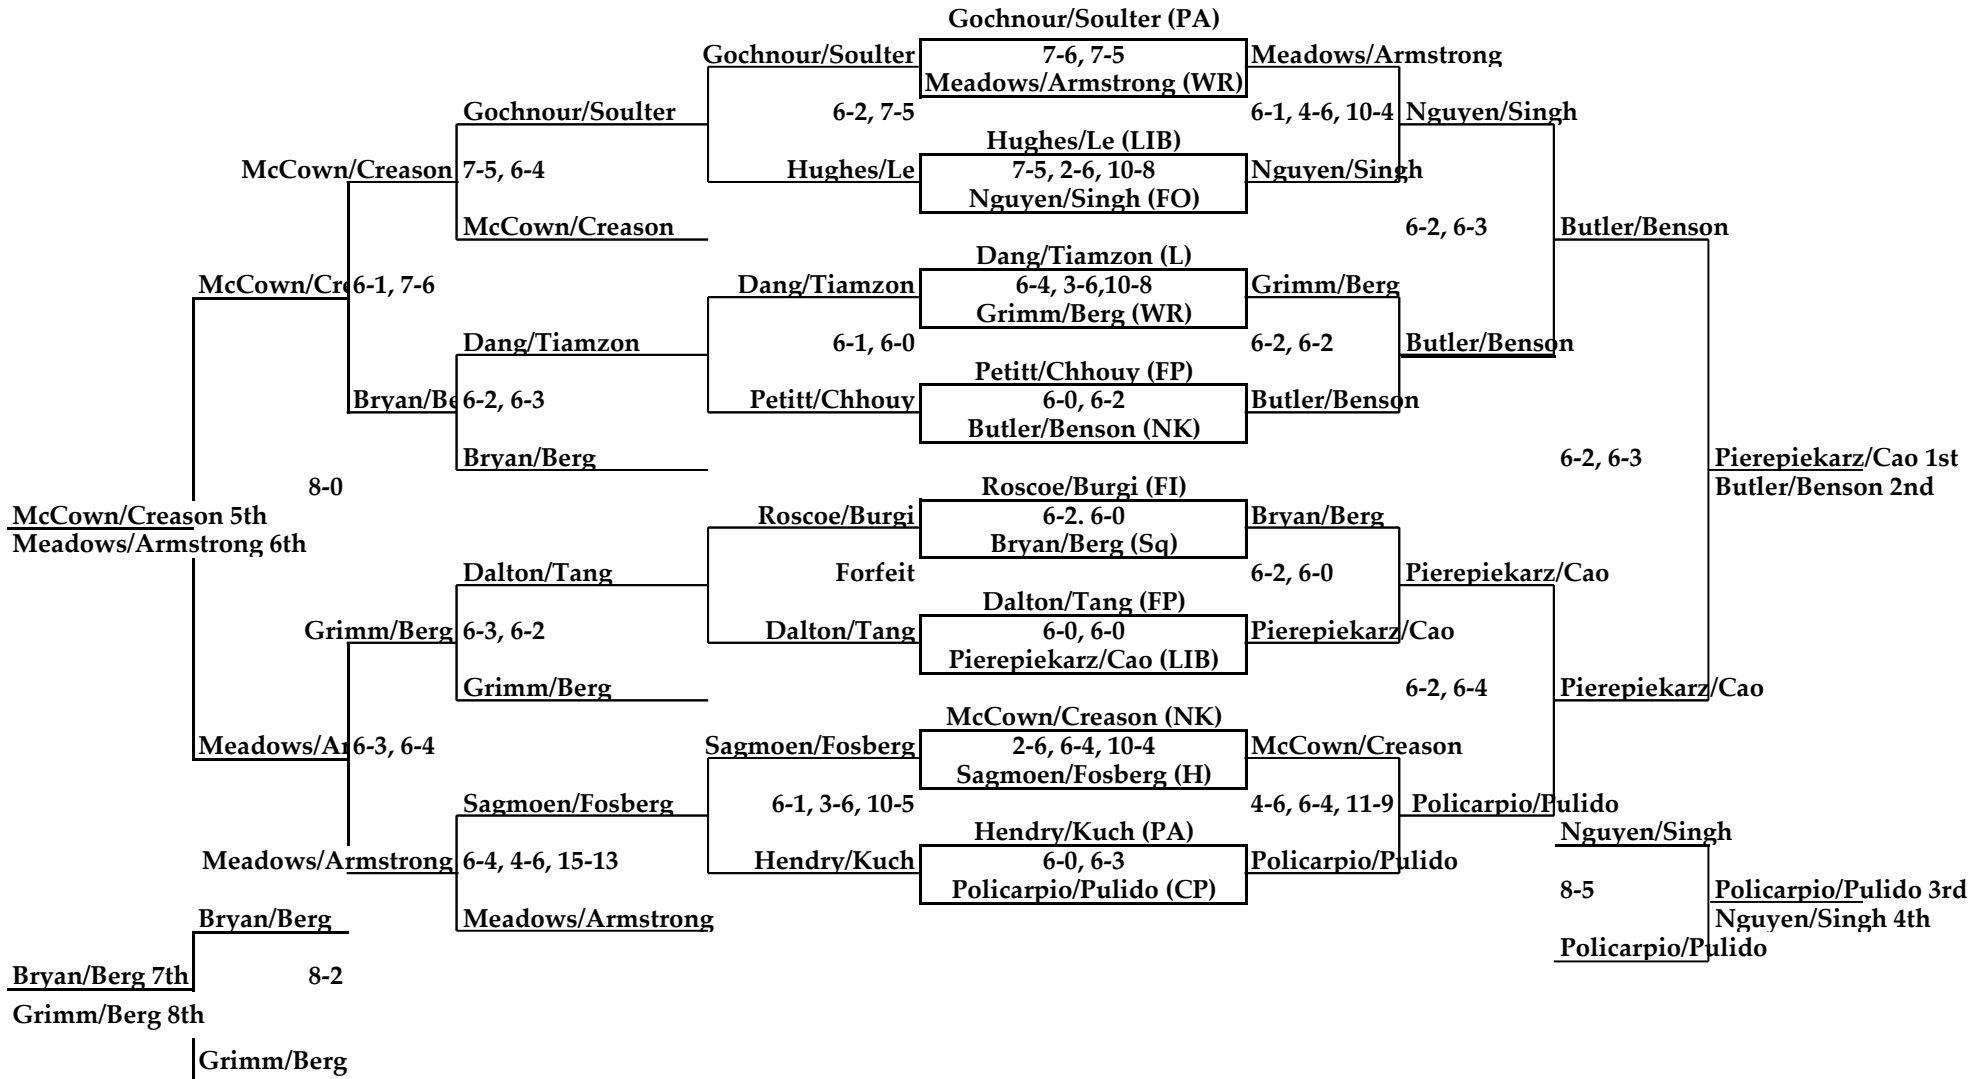 Gochnour/Soulter (PA)
Gochnour/Soulter 7-6, 7-5 Meadows/Armstrong
Meadows/Armstrong (WR)
Gochnour/Soulter 6-2, 7-5 6-1, 4-6, 10-4 Nguyen/Singh
Hughes/Le (LIB)
McCown/Creason 7-5, 6-4 Hughes/Le 7-5, 2-6, 10-8 Nguyen/Singh
Nguyen/Singh (FO)
McCown/Creason 6-2, 6-3 Butler/Benson
Dang/Tiamzon (L)
McCown/Cre 6-1, 7-6 Dang/Tiamzon 6-4, 3-6,10-8 Grimm/Berg
Grimm/Berg (WR)
Dang/Tiamzon 6-1, 6-0 6-2, 6-2 Butler/Benson
Petitt/Chhouy (FP)
Bryan/Be 6-2, 6-3 Petitt/Chhouy 6-0, 6-2 Butler/Benson
Butler/Benson (NK)
Bryan/Berg 6-2, 6-3 Pierepiekarz/Cao 1st
8-0 Roscoe/Burgi (FI) Butler/Benson 2nd
McCown/Creason 5th Roscoe/Burgi 6-2. 6-0 Bryan/Berg
Meadows/Armstrong 6th Bryan/Berg (Sq)
Dalton/Tang Forfeit 6-2, 6-0 Pierepiekarz/Cao
Dalton/Tang (FP)
Grimm/Berg 6-3, 6-2 Dalton/Tang 6-0, 6-0 Pierepiekarz/Cao
Pierepiekarz/Cao (LIB)
Grimm/Berg 6-2, 6-4 Pierepiekarz/Cao
McCown/Creason (NK)
Meadows/Ar 6-3, 6-4 Sagmoen/Fosberg 2-6, 6-4, 10-4 McCown/Creason
Sagmoen/Fosberg (H)
Sagmoen/Fosberg 6-1, 3-6, 10-5 4-6, 6-4, 11-9 Policarpio/Pulido
Hendry/Kuch (PA) Nguyen/Singh
Meadows/Armstrong 6-4, 4-6, 15-13 Hendry/Kuch 6-0, 6-3 Policarpio/Pulido
Policarpio/Pulido (CP) 8-5 Policarpio/Pulido 3rd
Bryan/Berg Meadows/Armstrong Nguyen/Singh 4th
Policarpio/Pulido
Bryan/Berg 7th 8-2
Grimm/Berg 8th
Grimm/Berg